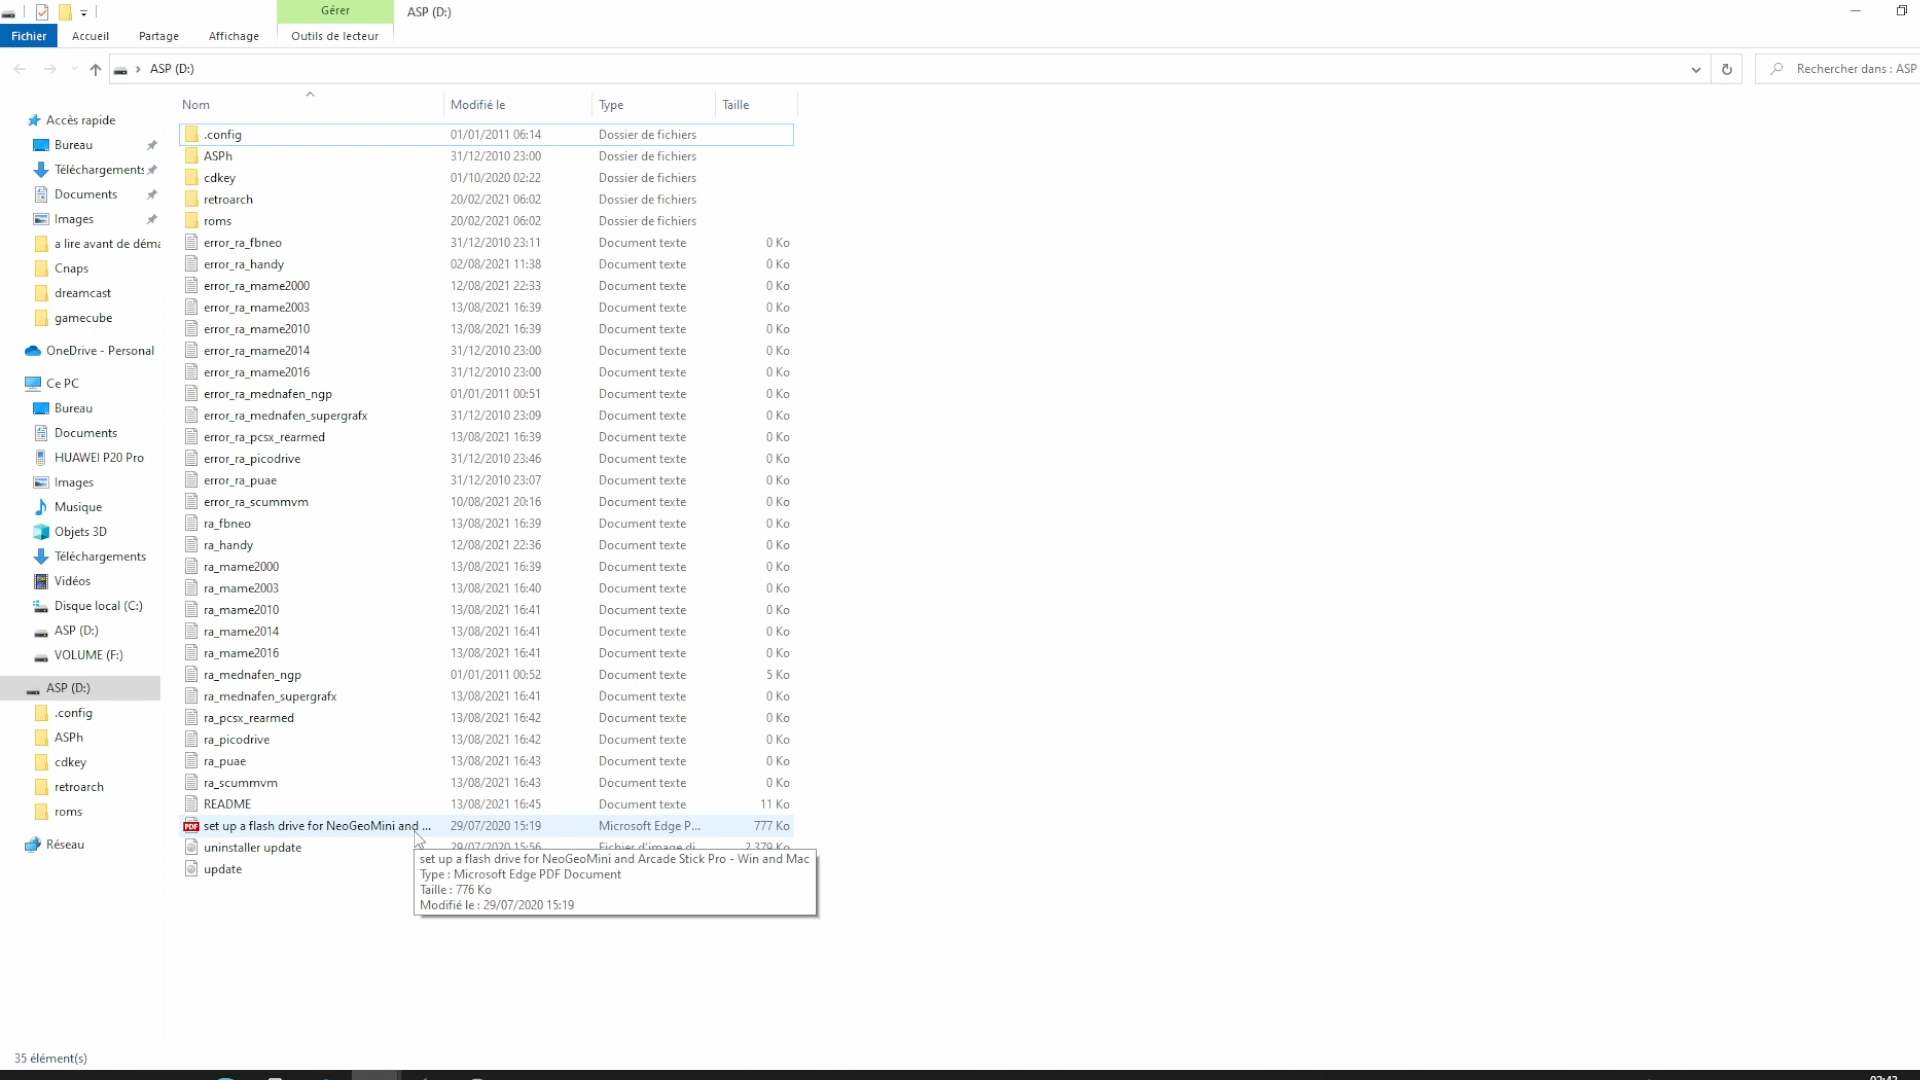 Gérer
ASP (D:)
Fichier Accueil Partage Affichage Outils de lecteur
ASP (D:)
Rechercher dans : ASP
Nom Modifié le Type Taille
Accès rapide
Bureau
Téléchargements
Documents
Images
a lire avant de déma
Cnaps
dreamcast
gamecube
OneDrive - Personal
Ce PC
Bureau
Documents
HUAWEI P20 Pro
Images
Musique
Objets 3D
Téléchargements
Vidéos
Disque local (C:)
ASP (D:)
VOLUME (F:)
ASP (D:)
.config
ASPh
cdkey
retroarch
roms
Réseau
.config 01/01/2011 06:14 Dossier de fichiers
ASPh 31/12/2010 23:00 Dossier de fichiers
cdkey 01/10/2020 02:22 Dossier de fichiers
retroarch 20/02/2021 06:02 Dossier de fichiers
roms 20/02/2021 06:02 Dossier de fichiers
error_ra_fbneo 31/12/2010 23:11 Document texte 0 Ko
error_ra_handy 02/08/2021 11:38 Document texte 0 Ko
error_ra_mame2000 12/08/2021 22:33 Document texte 0 Ko
error_ra_mame2003 13/08/2021 16:39 Document texte 0 Ko
error_ra_mame2010 13/08/2021 16:39 Document texte 0 Ko
error_ra_mame2014 31/12/2010 23:00 Document texte 0 Ko
error_ra_mame2016 31/12/2010 23:00 Document texte 0 Ko
error_ra_mednafen_ngp 01/01/2011 00:51 Document texte 0 Ko
error_ra_mednafen_supergrafx 31/12/2010 23:09 Document texte 0 Ko
error_ra_pcsx_rearmed 13/08/2021 16:39 Document texte 0 Ko
error_ra_picodrive 31/12/2010 23:46 Document texte 0 Ko
error_ra_puae 31/12/2010 23:07 Document texte 0 Ko
error_ra_scummvm 10/08/2021 20:16 Document texte 0 Ko
ra_fbneo 13/08/2021 16:39 Document texte 0 Ko
ra_handy 12/08/2021 22:36 Document texte 0 Ko
ra_mame2000 13/08/2021 16:39 Document texte 0 Ko
ra_mame2003 13/08/2021 16:40 Document texte 0 Ko
ra_mame2010 13/08/2021 16:41 Document texte 0 Ko
ra_mame2014 13/08/2021 16:41 Document texte 0 Ko
ra_mame2016 13/08/2021 16:41 Document texte 0 Ko
ra_mednafen_ngp 01/01/2011 00:52 Document texte 5 Ko
ra_mednafen_supergrafx 13/08/2021 16:41 Document texte 0 Ko
ra_pcsx_rearmed 13/08/2021 16:42 Document texte 0 Ko
ra_picodrive 13/08/2021 16:42 Document texte 0 Ko
ra_puae 13/08/2021 16:43 Document texte 0 Ko
ra_scummvm 13/08/2021 16:43 Document texte 0 Ko
README 13/08/2021 16:45 Document texte 11 Ko
PDF set up a flash drive for NeoGeoMini and ... 29/07/2020 15:19 Microsoft Edge P... 777 Ko
uninstaller update 29/07/2020 15:56 Fichier d'image di... 2 379 Ko
update
set up a flash drive for NeoGeoMini and Arcade Stick Pro - Win and Mac
Type : Microsoft Edge PDF Document
Taille : 776 Ko
Modifié le : 29/07/2020 15:19
35 élément(s)